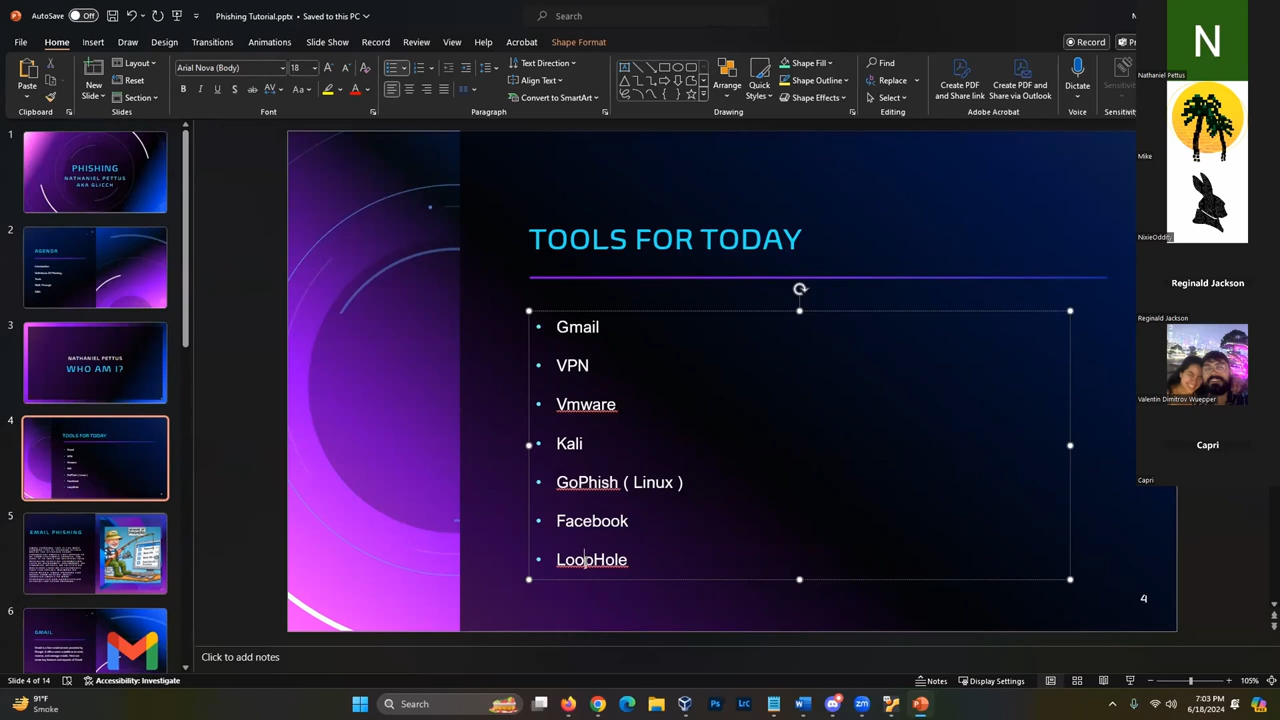 AutoSave
Off
Phishing Tutorial.pptx • Saved to this PC
Search
File
Home
Insert
Draw
Design
Transitions
Animations
Slide Show
Record
Review
View
Help
Acrobat
Shape Format
Record
Paste
New Slide
Layout
Reset
Section
Arial Nova (Body)
18
Text Direction
Align Text
Convert to SmartArt
Arrange
Quick Styles
Shape Fill
Shape Outline
Shape Effects
Find
Replace
Select
Create PDF and Share link
Create PDF and Share via Outlook
Dictate
Clipboard
Slides
Font
Paragraph
Drawing
Editing
Adobe Acrobat
Voice
N
Nathaniel Pettus
Mike
NixieOddity
Reginald Jackson
Reginald Jackson
Valentin Dimitrov Wuepper
Capri
Capri
1
PHISHING
NATHANIEL PETTUS
AKA GLICCH
2
AGENDA
3
NATHANIEL PETTUS
WHO AM I?
4
TOOLS FOR TODAY
5
EMAIL PHISHING
6
GMAIL
TOOLS FOR TODAY
• Gmail
• VPN
• Vmware
• Kali
• GoPhish ( Linux )
• Facebook
• LoopHole
4
Click to add notes
Slide 4 of 14
Accessibility: Investigate
Notes
Display Settings
105%
91°F
Smoke
Search
7:03 PM
6/18/2024